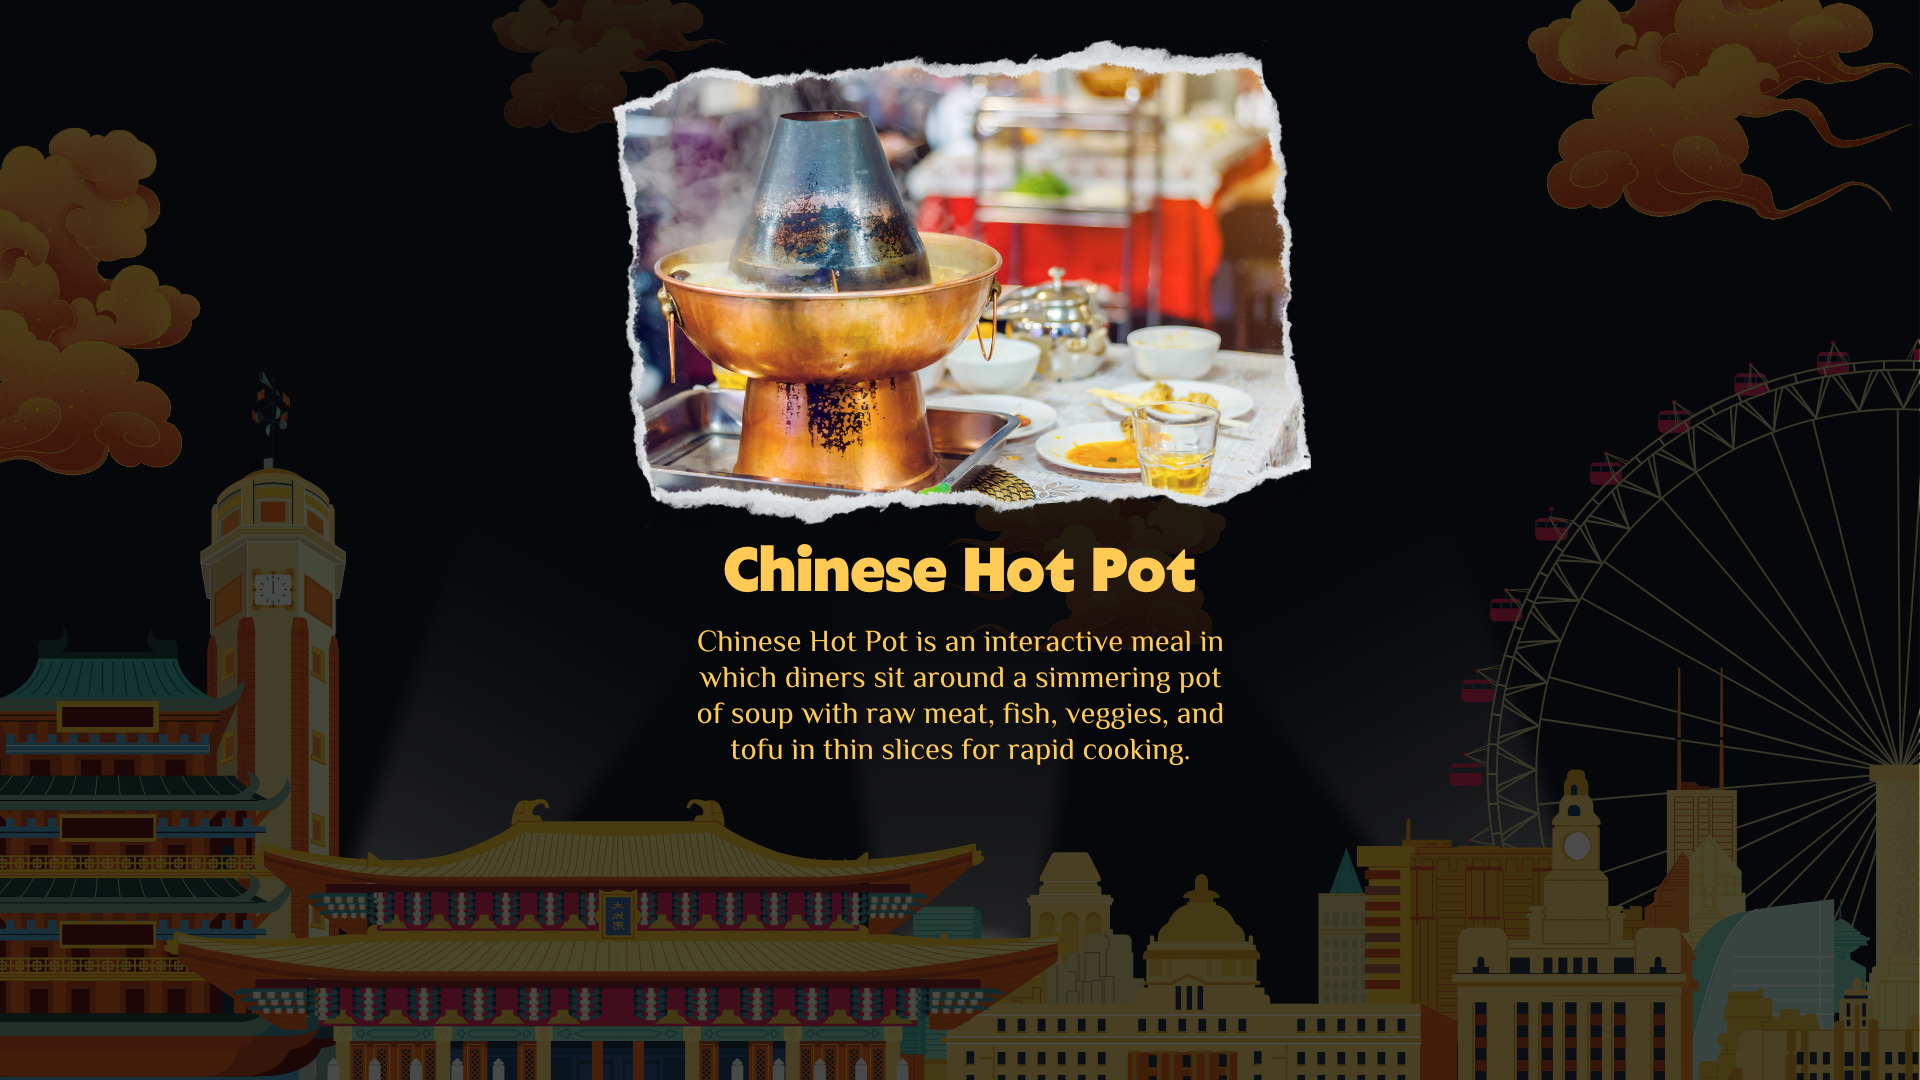 Chinese Hot Pot
Chinese Hot Pot is an interactive meal in
which diners sit around a simmering pot
of soup with raw meat, fish, veggies, and
tofu in thin slices for rapid cooking.